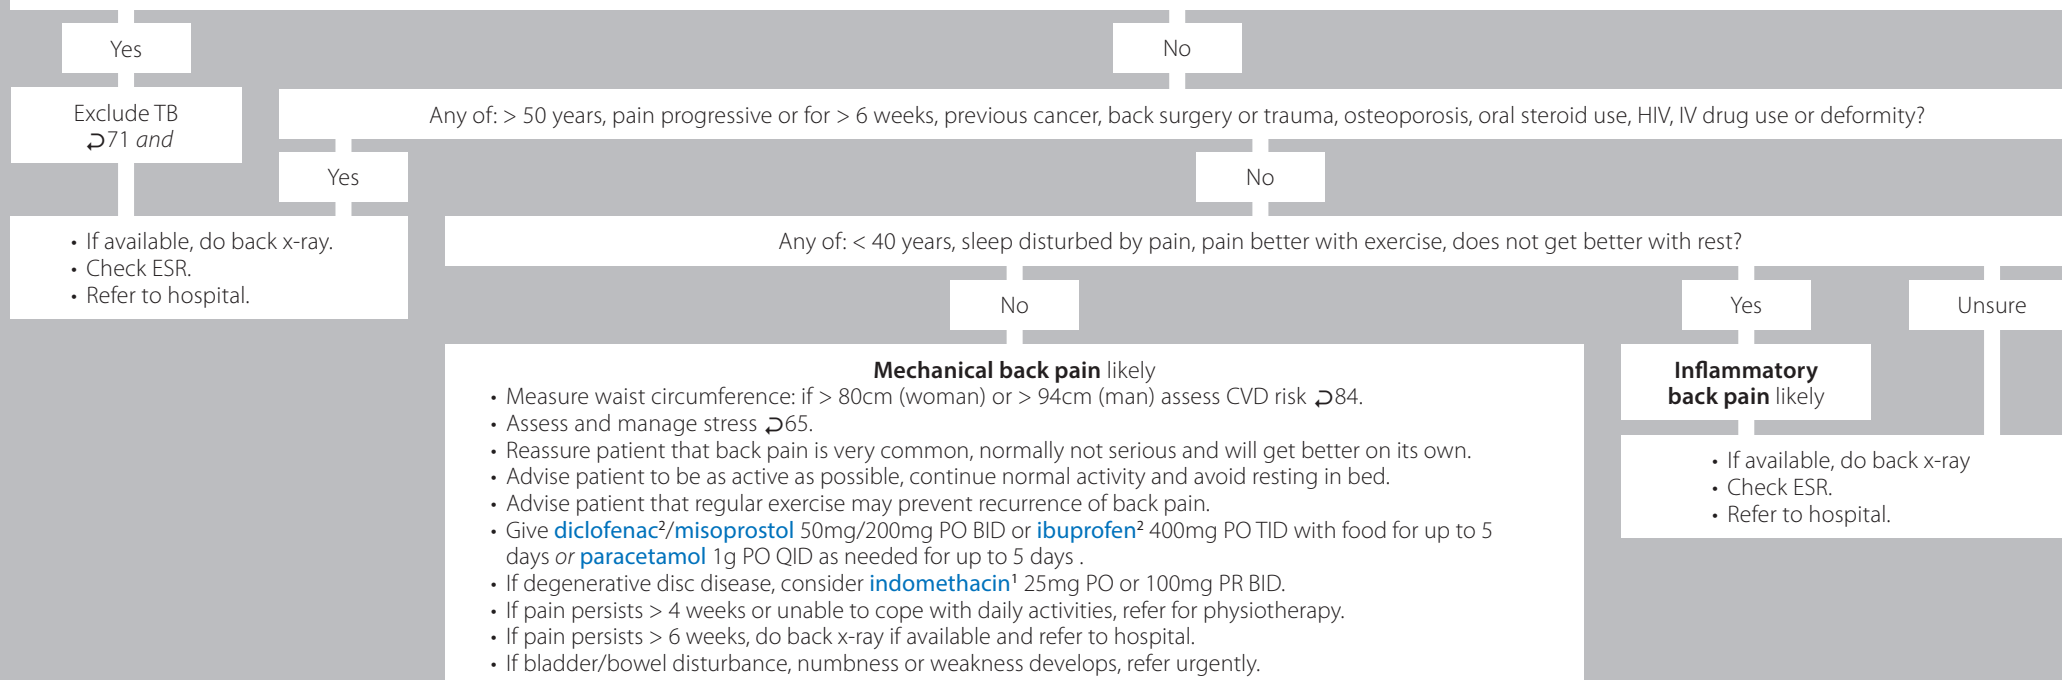 Yes
No
Exclude TB
⮌71 and
Any of: > 50 years, pain progressive or for > 6 weeks, previous cancer, back surgery or trauma, osteoporosis, oral steroid use, HIV, IV drug use or deformity?
Yes
No
• If available, do back x-ray.
• Check ESR.
• Refer to hospital.
Any of: < 40 years, sleep disturbed by pain, pain better with exercise, does not get better with rest?
No
Yes
Unsure
Mechanical back pain likely
• Measure waist circumference: if > 80cm (woman) or > 94cm (man) assess CVD risk ⮌84.
• Assess and manage stress ⮌65.
• Reassure patient that back pain is very common, normally not serious and will get better on its own.
• Advise patient to be as active as possible, continue normal activity and avoid resting in bed.
• Advise patient that regular exercise may prevent recurrence of back pain.
• Give diclofenac²/misoprostol 50mg/200mg PO BID or ibuprofen² 400mg PO TID with food for up to 5
days or paracetamol 1g PO QID as needed for up to 5 days .
• If degenerative disc disease, consider indomethacin¹ 25mg PO or 100mg PR BID.
• If pain persists > 4 weeks or unable to cope with daily activities, refer for physiotherapy.
• If pain persists > 6 weeks, do back x-ray if available and refer to hospital.
• If bladder/bowel disturbance, numbness or weakness develops, refer urgently.
Inflammatory
back pain likely
• If available, do back x-ray
• Check ESR.
• Refer to hospital.